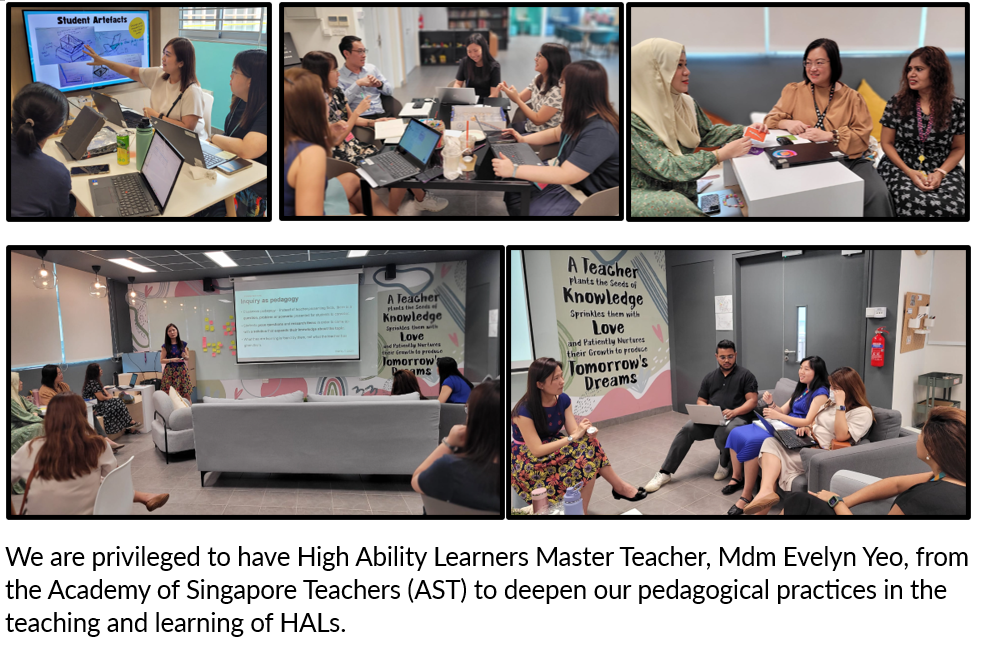 Student Artefacts
Inquiry as pedagogy
A Teacher
plants the Seeds of
Knowledge
Sprinkles them with
Love
and Patiently Nurtures
their Growth to produce
Tomorrow's
Dreams
A Teacher
plants the Seeds of
Knowledge
Sprinkles them with
Love
and Patiently Nurtures
their Growth to produce
Tomorrow's
Dreams
We are privileged to have High Ability Learners Master Teacher, Mdm Evelyn Yeo, from
the Academy of Singapore Teachers (AST) to deepen our pedagogical practices in the
teaching and learning of HALs.